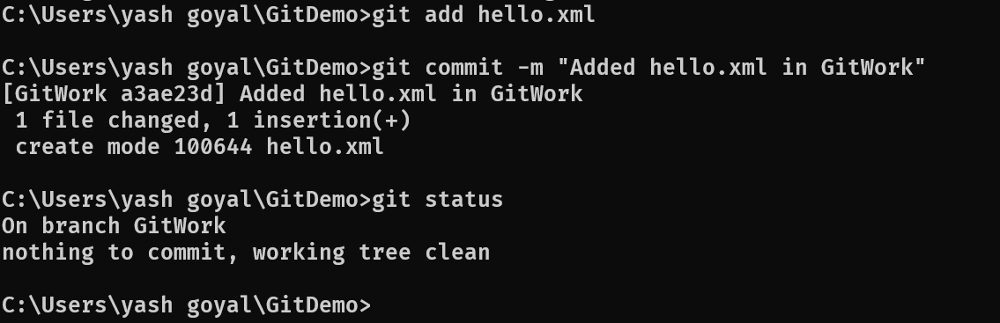 C:\Users\yash goyal\GitDemo>git add hello.xml
C:\Users\yash goyal\GitDemo>git commit -m "Added hello.xml in GitWork"
[GitWork a3ae23d] Added hello.xml in GitWork
 1 file changed, 1 insertion(+)
 create mode 100644 hello.xml
C:\Users\yash goyal\GitDemo>git status
On branch GitWork
nothing to commit, working tree clean
C:\Users\yash goyal\GitDemo>